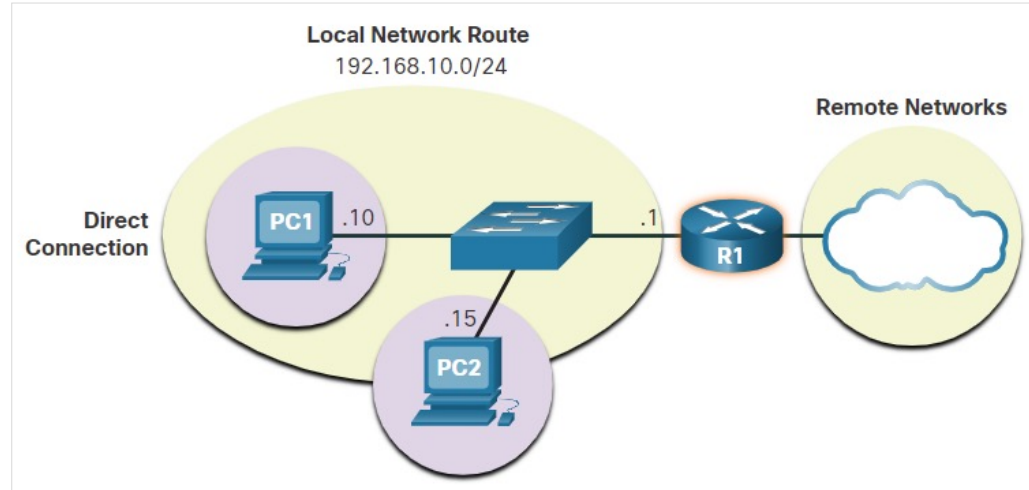 Local Network Route
192.168.10.0/24
Remote Networks
Direct
Connection
PC1
.10
.1
R1
.15
PC2